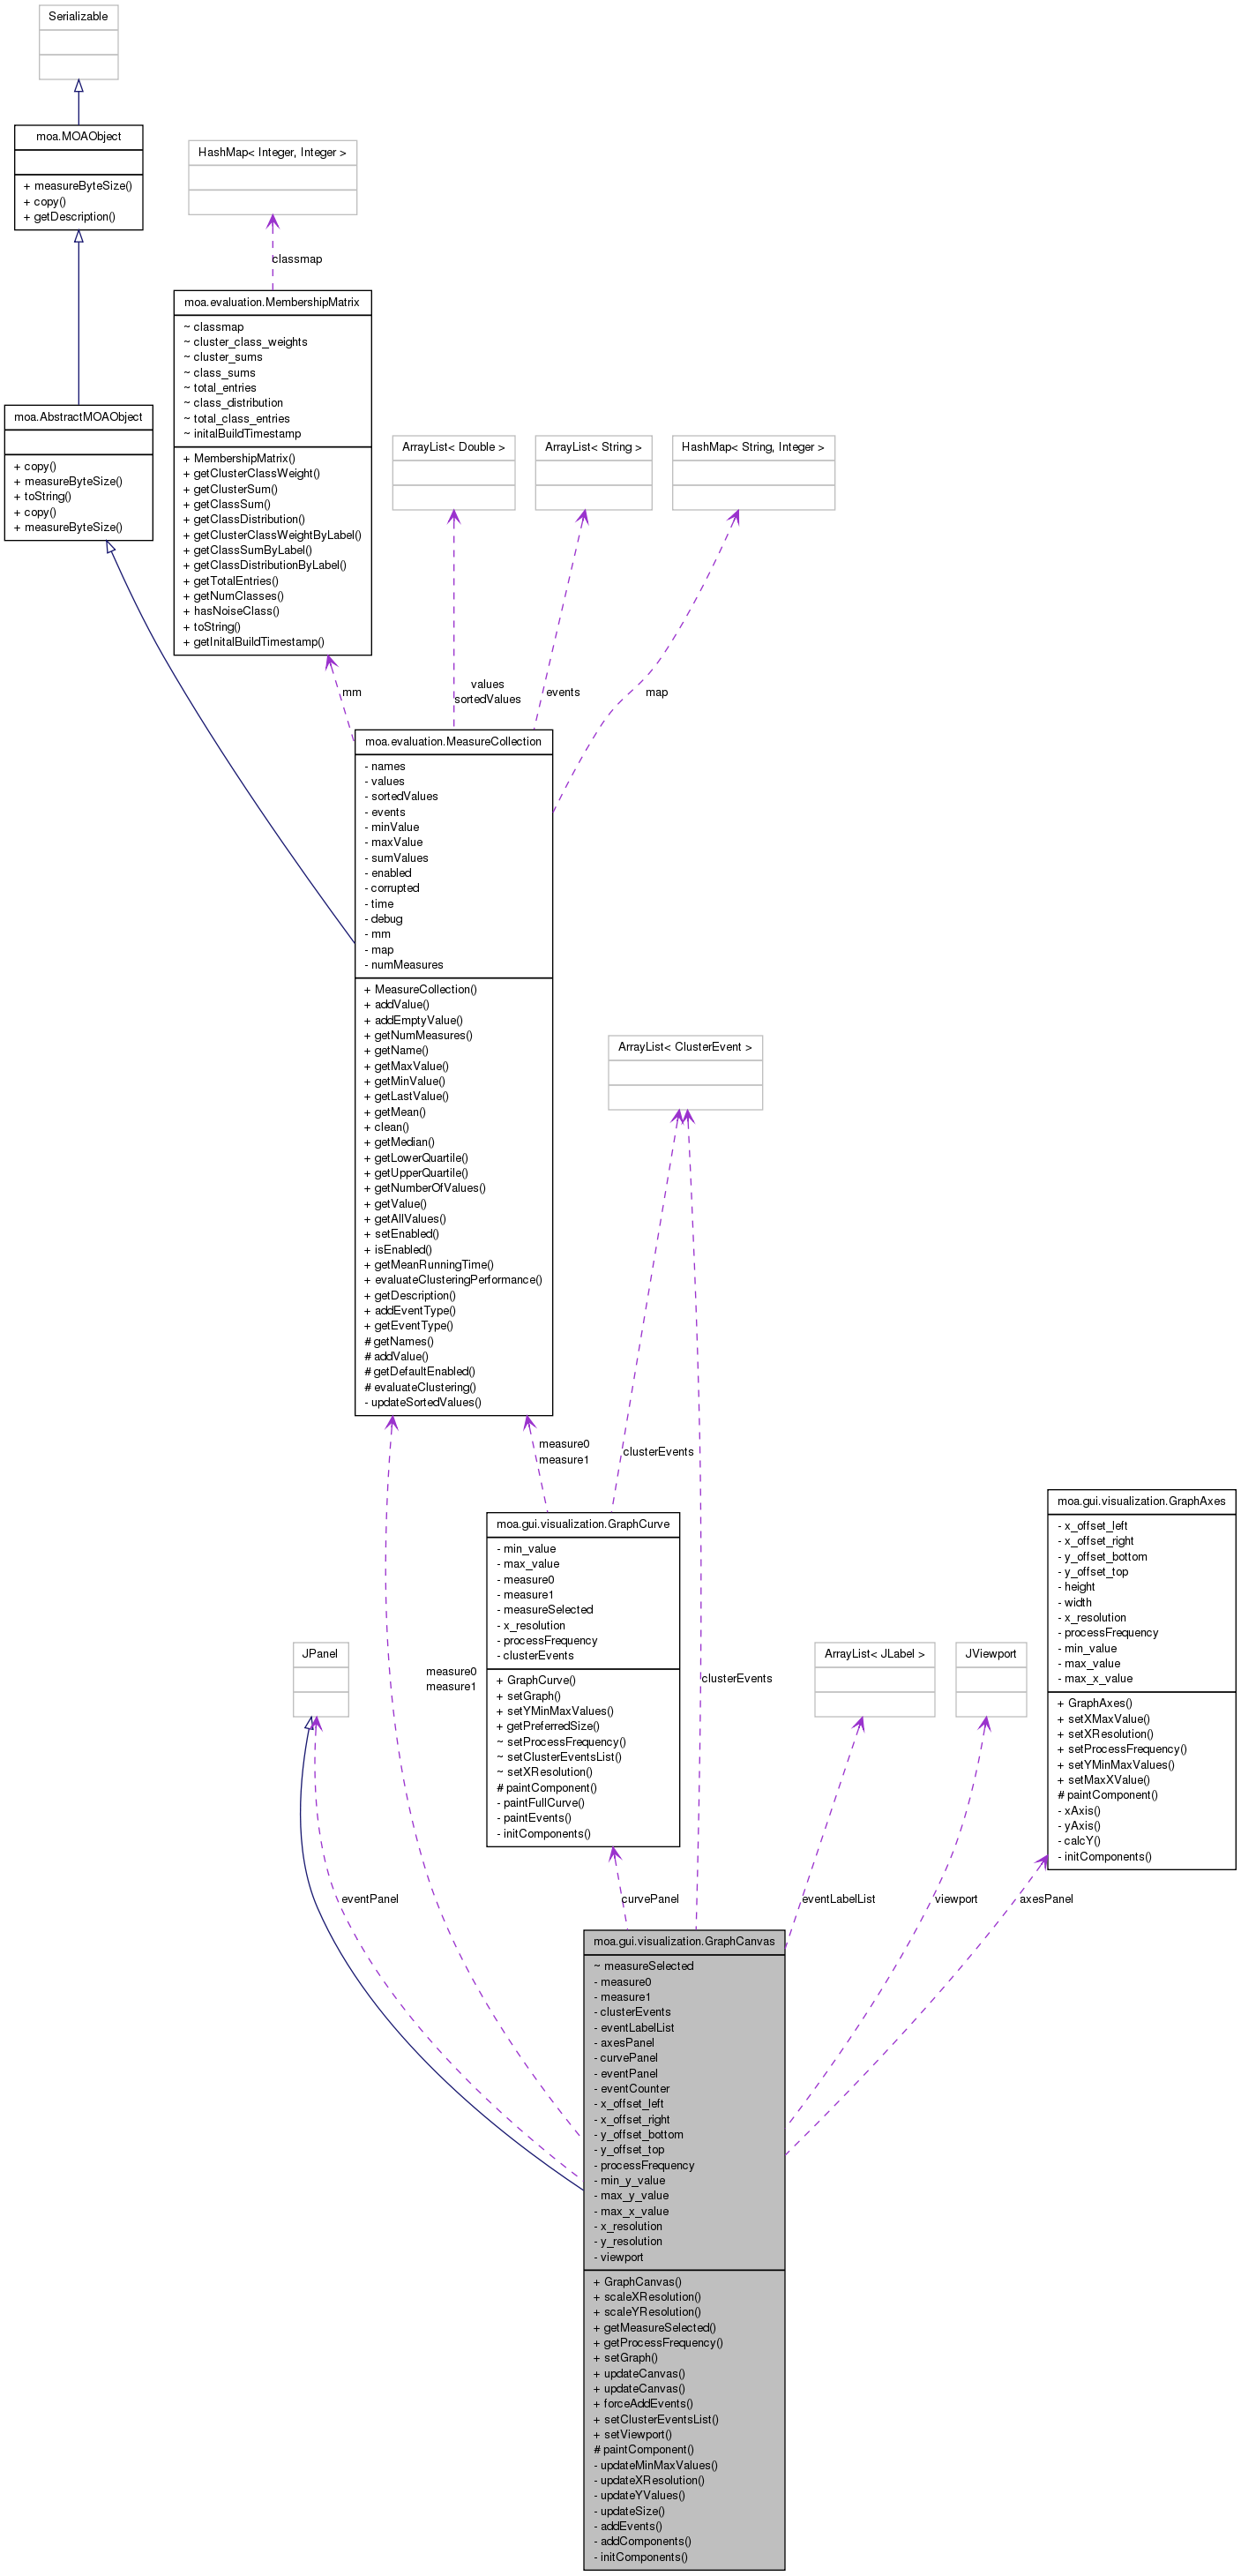 Serializable
moa.MOAObject
+ measureByteSize()
+ copy()
+ getDescription()
HashMap< Integer, Integer >
classmap
moa.evaluation.MembershipMatrix
~ classmap
~ cluster_class_weights
~ cluster_sums
~ class_sums
~ total_entries
~ class_distribution
~ total_class_entries
~ initalBuildTimestamp
+ MembershipMatrix()
+ getClusterClassWeight()
+ getClusterSum()
+ getClassSum()
+ getClassDistribution()
+ getClusterClassWeightByLabel()
+ getClassSumByLabel()
+ getClassDistributionByLabel()
+ getTotalEntries()
+ getNumClasses()
+ hasNoiseClass()
+ toString()
+ getInitalBuildTimestamp()
moa.AbstractMOAObject
+ copy()
+ measureByteSize()
+ toString()
+ copy()
+ measureByteSize()
ArrayList< Double >
ArrayList< String >
HashMap< String, Integer >
mm
values
sortedValues
events
map
moa.evaluation.MeasureCollection
- names
- values
- sortedValues
- events
- minValue
- maxValue
- sumValues
- enabled
- corrupted
- time
- debug
- mm
- map
- numMeasures
+ MeasureCollection()
+ addValue()
+ addEmptyValue()
+ getNumMeasures()
+ getName()
+ getMaxValue()
+ getMinValue()
+ getLastValue()
+ getMean()
+ clean()
+ getMedian()
+ getLowerQuartile()
+ getUpperQuartile()
+ getNumberOfValues()
+ getValue()
+ getAllValues()
+ setEnabled()
+ isEnabled()
+ getMeanRunningTime()
+ evaluateClusteringPerformance()
+ getDescription()
+ addEventType()
+ getEventType()
# getNames()
# addValue()
# getDefaultEnabled()
# evaluateClustering()
- updateSortedValues()
ArrayList< ClusterEvent >
measure0
measure1
clusterEvents
moa.gui.visualization.GraphCurve
- min_value
- max_value
- measure0
- measure1
- measureSelected
- x_resolution
- processFrequency
- clusterEvents
+ GraphCurve()
+ setGraph()
+ setYMinMaxValues()
+ getPreferredSize()
~ setProcessFrequency()
~ setClusterEventsList()
~ setXResolution()
# paintComponent()
- paintFullCurve()
- paintEvents()
- initComponents()
moa.gui.visualization.GraphAxes
- x_offset_left
- x_offset_right
- y_offset_bottom
- y_offset_top
- height
- width
- x_resolution
- processFrequency
- min_value
- max_value
- max_x_value
+ GraphAxes()
+ setXMaxValue()
+ setXResolution()
+ setProcessFrequency()
+ setYMinMaxValues()
+ setMaxXValue()
# paintComponent()
- xAxis()
- yAxis()
- calcY()
- initComponents()
JPanel
measure0
measure1
clusterEvents
ArrayList< JLabel >
JViewport
eventPanel
curvePanel
eventLabelList
viewport
axesPanel
moa.gui.visualization.GraphCanvas
~ measureSelected
- measure0
- measure1
- clusterEvents
- eventLabelList
- axesPanel
- curvePanel
- eventPanel
- eventCounter
- x_offset_left
- x_offset_right
- y_offset_bottom
- y_offset_top
- processFrequency
- min_y_value
- max_y_value
- max_x_value
- x_resolution
- y_resolution
- viewport
+ GraphCanvas()
+ scaleXResolution()
+ scaleYResolution()
+ getMeasureSelected()
+ getProcessFrequency()
+ setGraph()
+ updateCanvas()
+ updateCanvas()
+ forceAddEvents()
+ setClusterEventsList()
+ setViewport()
# paintComponent()
- updateMinMaxValues()
- updateXResolution()
- updateYValues()
- updateSize()
- addEvents()
- addComponents()
- initComponents()